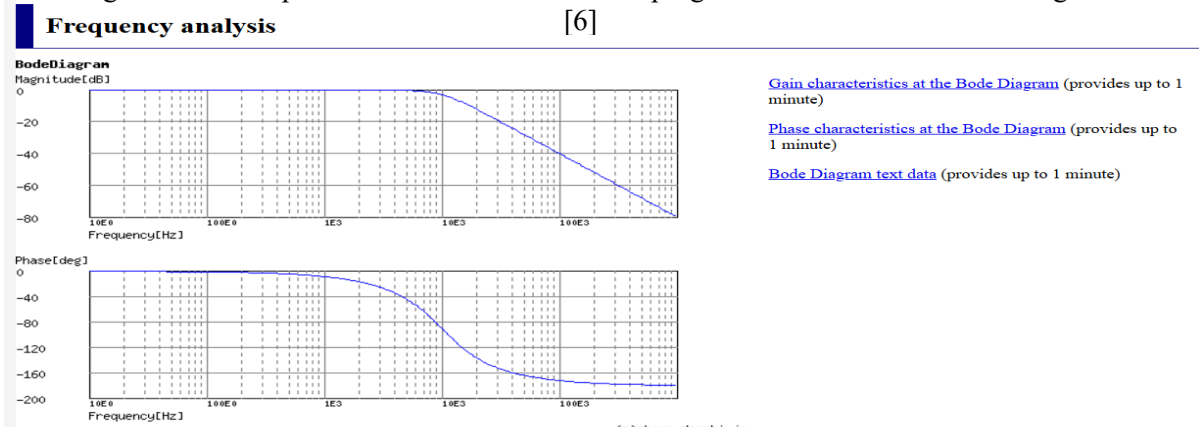 [6]
Frequency analysis
BodeDiagram
Magnitude[dB]
0
-20
-40
-60
-80
10E0 100E0 1E3 10E3 100E3
Frequency[Hz]
Phase[deg]
0
-40
-80
-120
-160
-200
10E0 100E0 1E3 10E3 100E3
Frequency[Hz]
Gain characteristics at the Bode Diagram (provides up to 1
minute)
Phase characteristics at the Bode Diagram (provides up to
1 minute)
Bode Diagram text data (provides up to 1 minute)